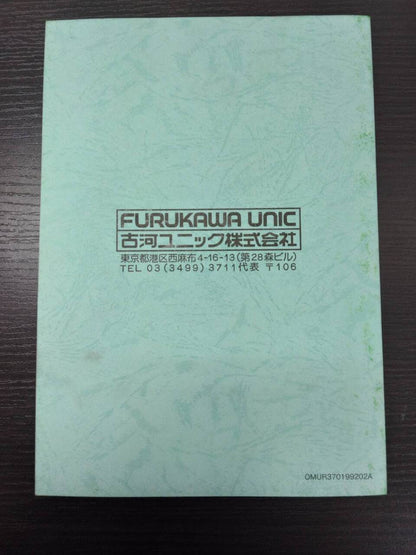 FURUKAWA UNIC
古河ユニック株式会社
東京都港区西麻布4-16-13(第28森ビル)
TEL 03(3499)3711代表 〒106
OMUR370199202A